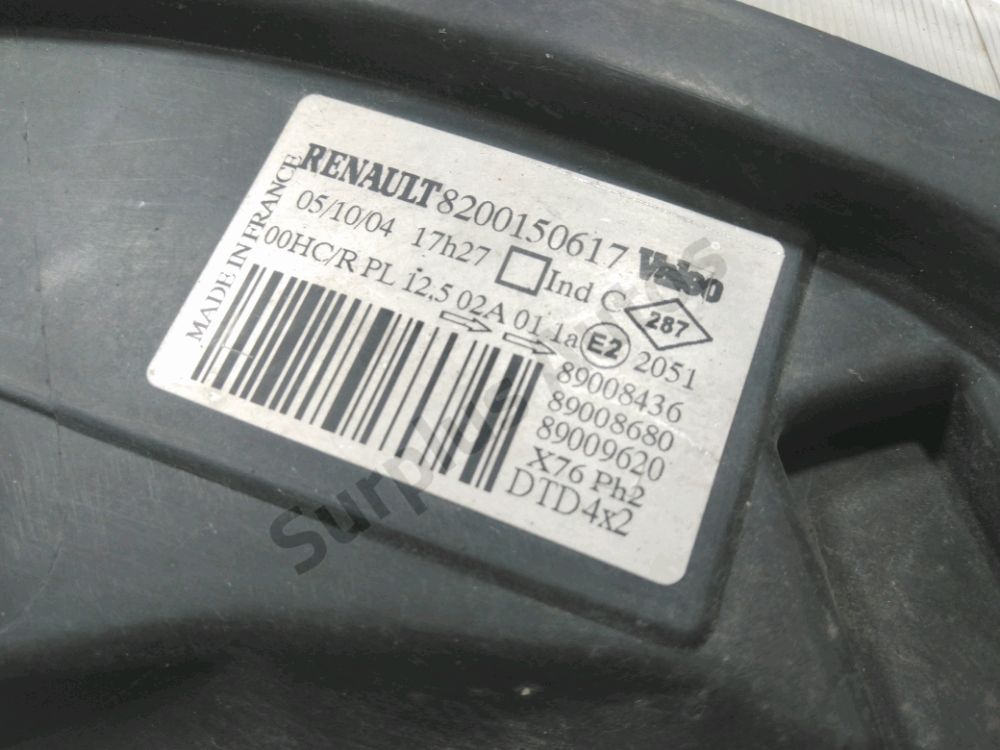 MADE IN FRANCE
RENAULT 8200150617 Valeo
05/10/04 17h27 Ind C 287
00HC/R PL 12,5 02A 01 1a E2 2051
89008436
89008680
89009620
X76 Ph2
DTD4x2